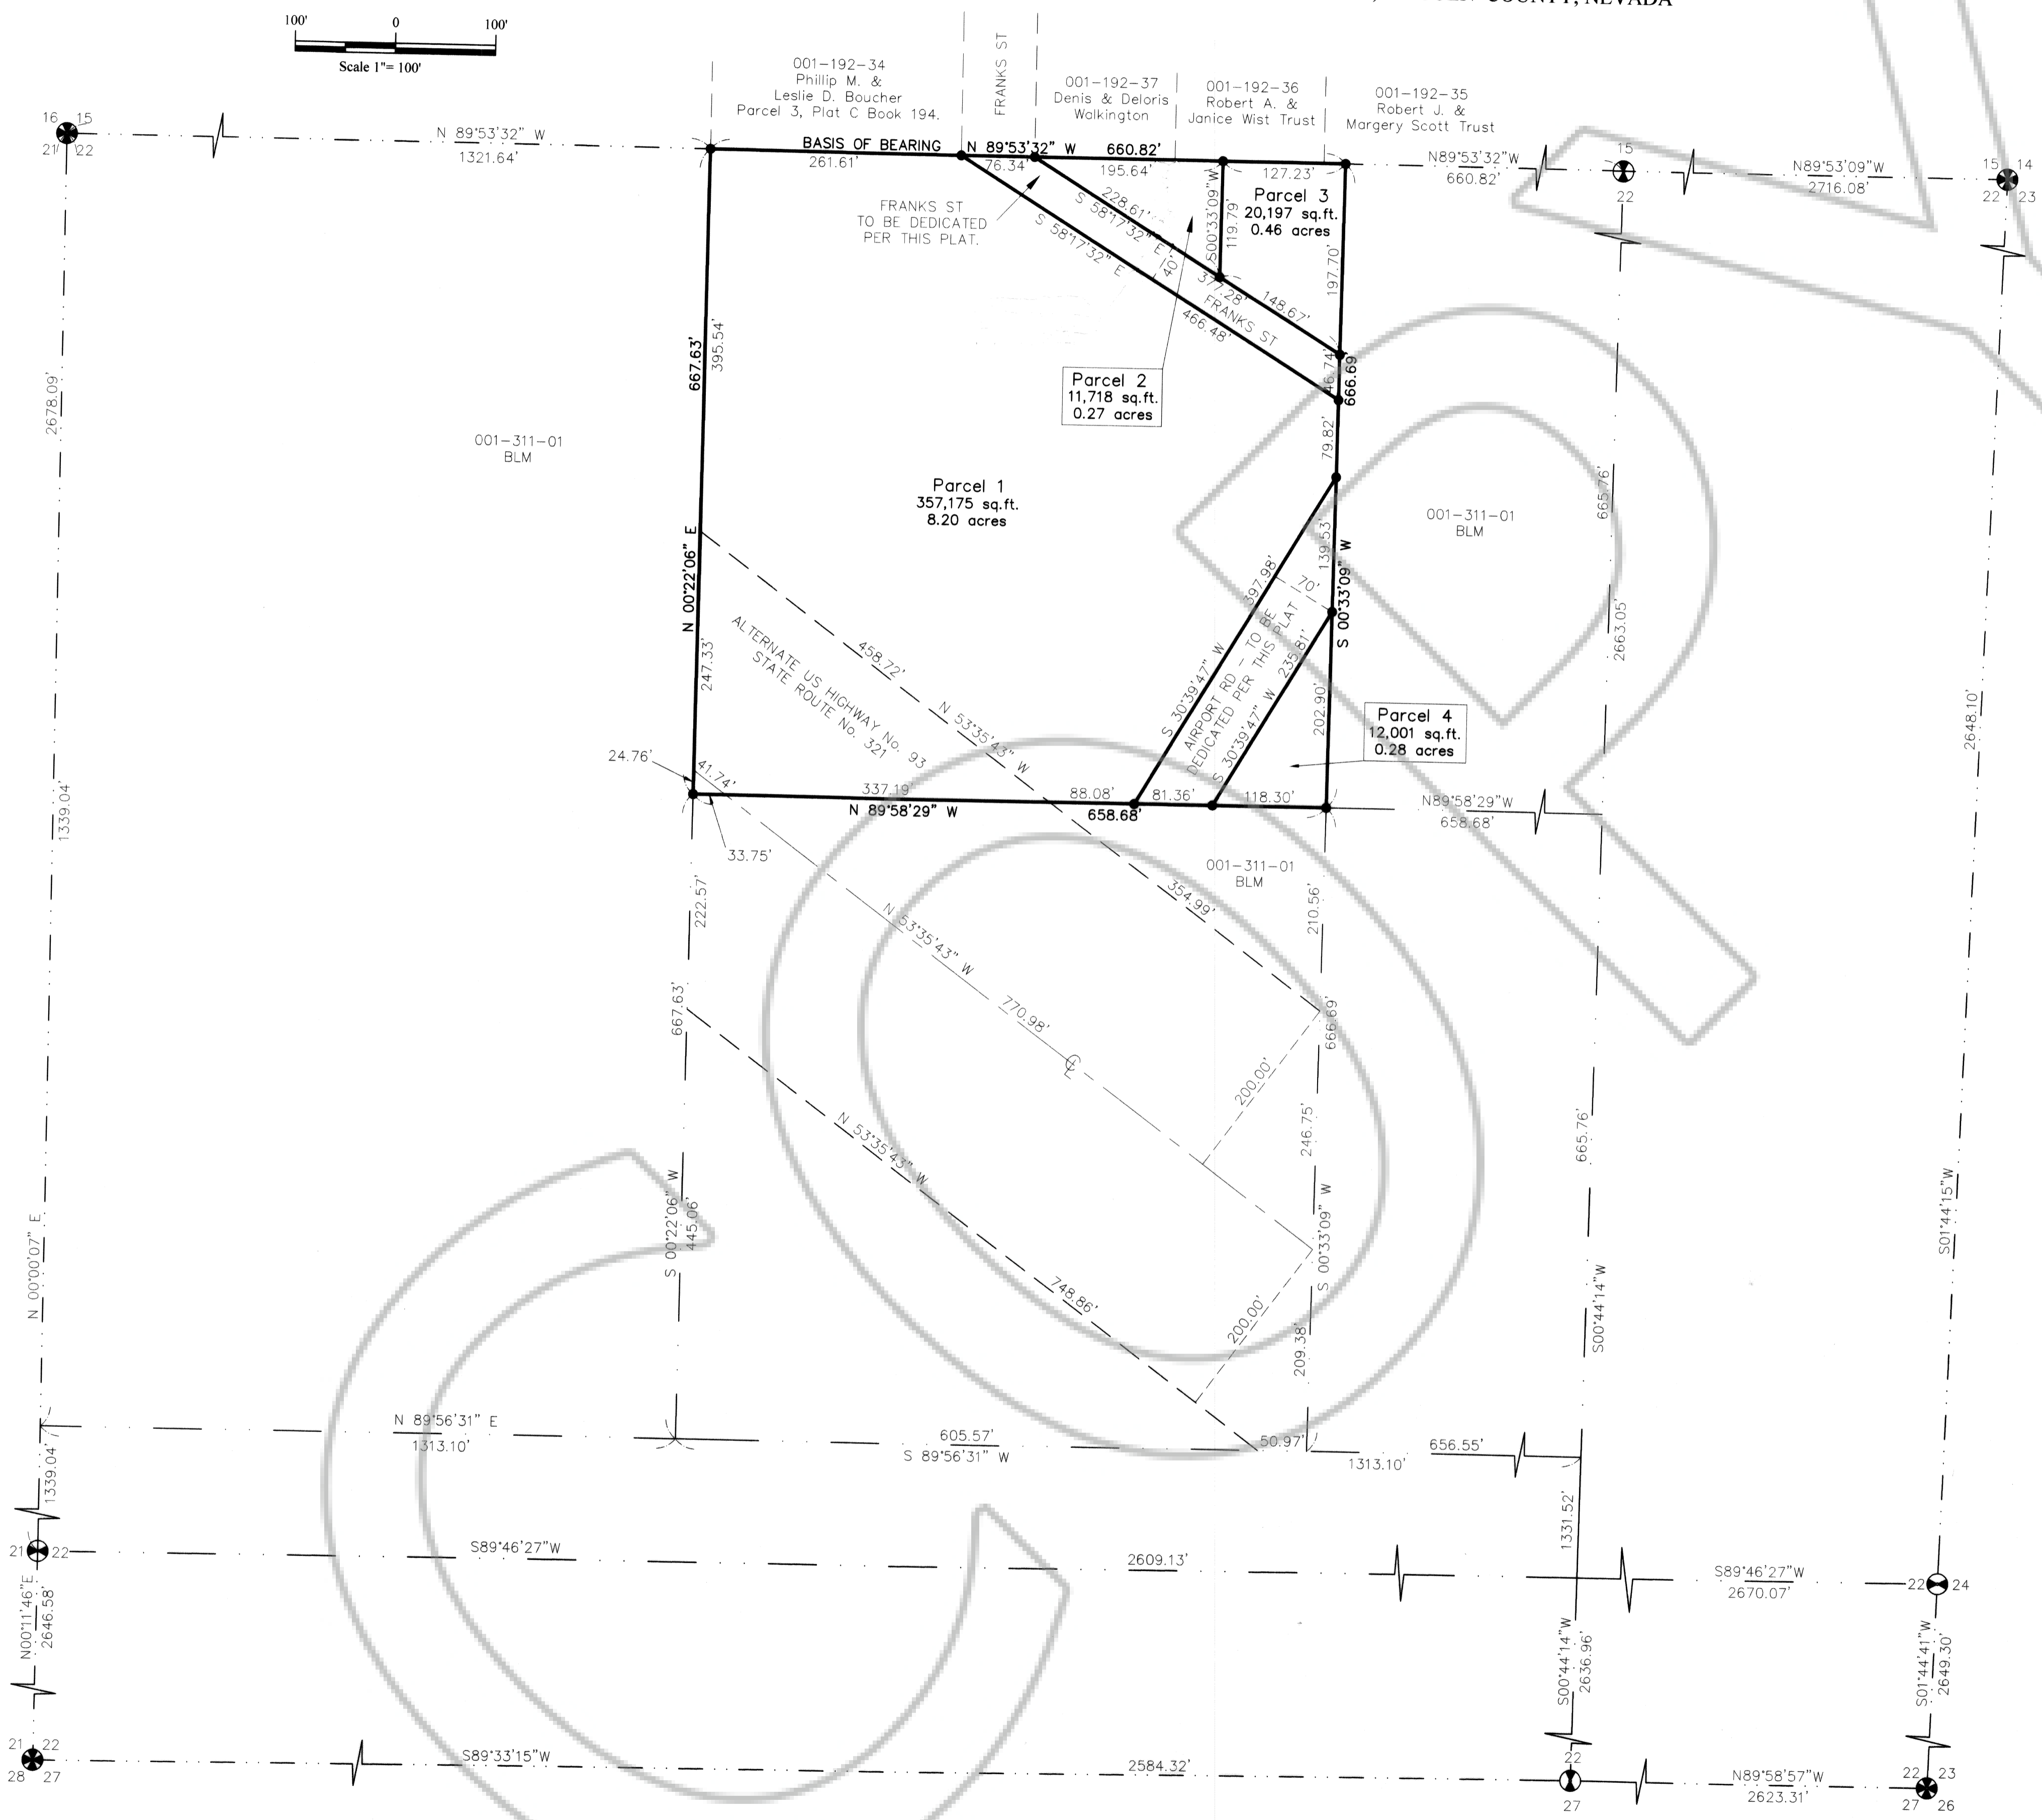 COUNTY, NEVADA
100'
0
100'
Scale 1"= 100'
001-192-34
Phillip M. &
Leslie D. Boucher
Parcel 3, Plat C Book 194.
FRANKS ST
001-192-37
Denis & Deloris
Walkington
001-192-36
Robert A. &
Janice Wist Trust
001-192-35
Robert J. &
Margery Scott Trust
16 15
21 22
N 89°53'32" W
1321.64'
BASIS OF BEARING
N 89°53'32" W
660.82'
261.61'
76.34'
195.64'
127.23'
N89°53'32"W
660.82'
15
22
N89°53'09"W
2716.08'
15 14
22 23
Parcel 3
20,197 sq.ft.
0.46 acres
FRANKS ST
TO BE DEDICATED
PER THIS PLAT.
228.61'
S 58°17'32" E
S 58°17'32" E
40'
S00°33'09"W
119.79'
377.28'
148.67'
FRANKS ST
466.48'
197.70'
46.74'
666.69'
79.82'
667.63'
395.54'
2678.09'
Parcel 2
11,718 sq.ft.
0.27 acres
001-311-01
BLM
Parcel 1
357,175 sq.ft.
8.20 acres
001-311-01
BLM
665.76'
2663.05'
139.53'
S 00°33'09" W
397.98'
70'
S 30°39'47" W
AIRPORT RD - TO BE
DEDICATED PER THIS PLAT
S 30°39'47" W
235.81'
202.90'
N 00°22'06" E
247.33'
458.72'
N 53°35'43" W
ALTERNATE US HIGHWAY No. 93
STATE ROUTE No. 321
Parcel 4
12,001 sq.ft.
0.28 acres
2648.10'
1339.04'
24.76'
41.74'
337.19'
88.08'
81.36'
118.30'
N 89°58'29" W
658.68'
N89°58'29"W
658.68'
33.75'
001-311-01
BLM
222.57'
354.99'
210.56'
N 53°35'43" W
770.98'
667.63'
666.69'
200.00'
N 53°35'43" W
246.75'
665.76'
S 00°22'06" W
445.06'
S 00°33'09" W
S01°44'15"W
N 00°00'07" E
748.86'
200.00'
209.38'
S00°44'14"W
N 89°56'31" E
1313.10'
605.57'
S 89°56'31" W
50.97'
656.55'
1313.10'
1339.04'
1331.52'
21 22
S89°46'27"W
2609.13'
S89°46'27"W
2670.07'
22 24
N00°11'46"E
2646.58'
S00°44'14"W
2636.96'
S01°44'41"W
2649.30'
21 22
28 27
S89°33'15"W
2584.32'
22
27
N89°58'57"W
2623.31'
22 23
27 26